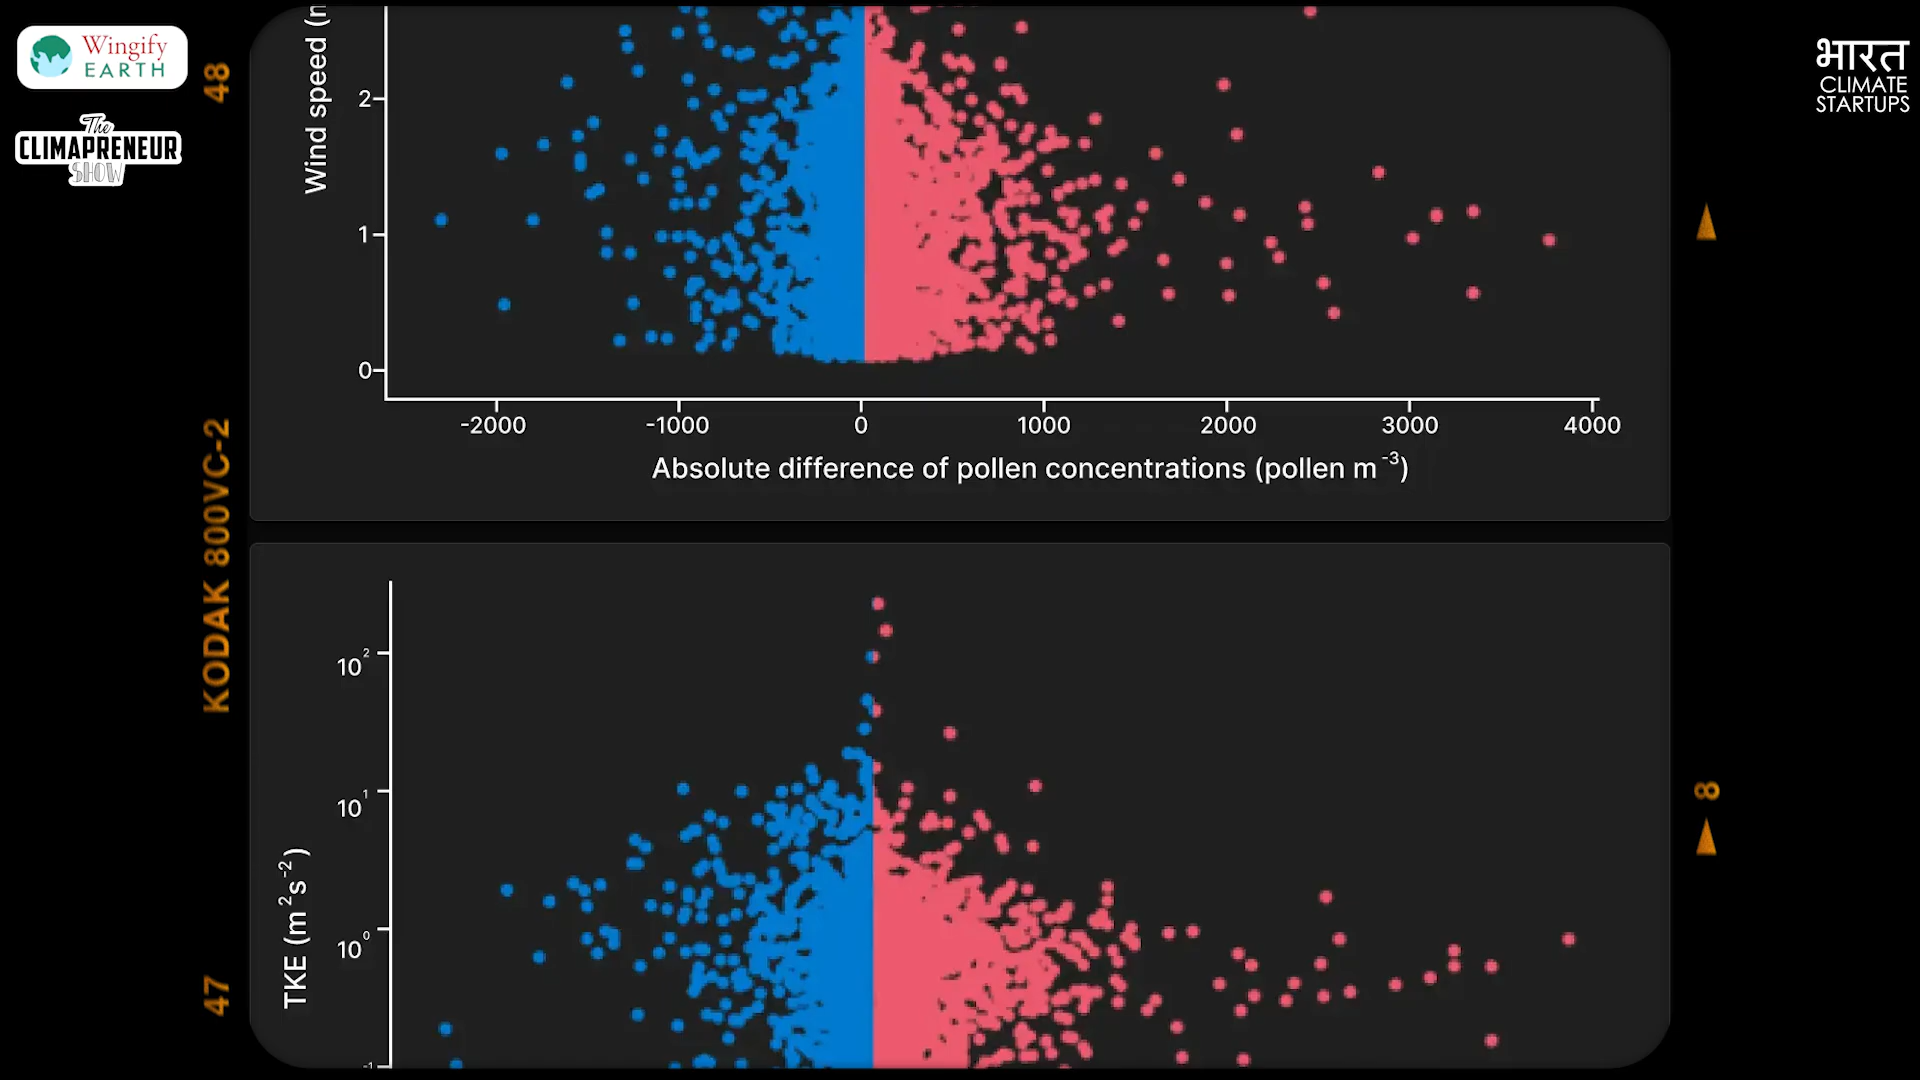 Wingify
EARTH
The
CLIMAPRENEUR
SHOW
भारत
CLIMATE
STARTUPS
48
KODAK 800VC-2
47
8
Wind speed (
2
1
0
-2000 -1000 0 1000 2000 3000 4000
Absolute difference of pollen concentrations (pollen m⁻³)
10²
10¹
10⁰
-1
TKE (m²s⁻²)